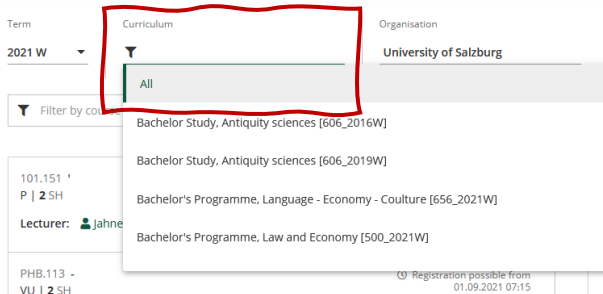 Term Curriculum Organisation
2021 W University of Salzburg
All
Filter by course
Bachelor Study, Antiquity sciences [606_2016W]
Bachelor Study, Antiquity sciences [606_2019W]
101.151 '
P | 2 SH
Bachelor's Programme, Language - Economy - Coulture [656_2021W]
Lecturer: Jahne
Bachelor's Programme, Law and Economy [500_2021W]
PHB.113 - Registration possible from
VU | 2 SH 01.09.2021 07:15